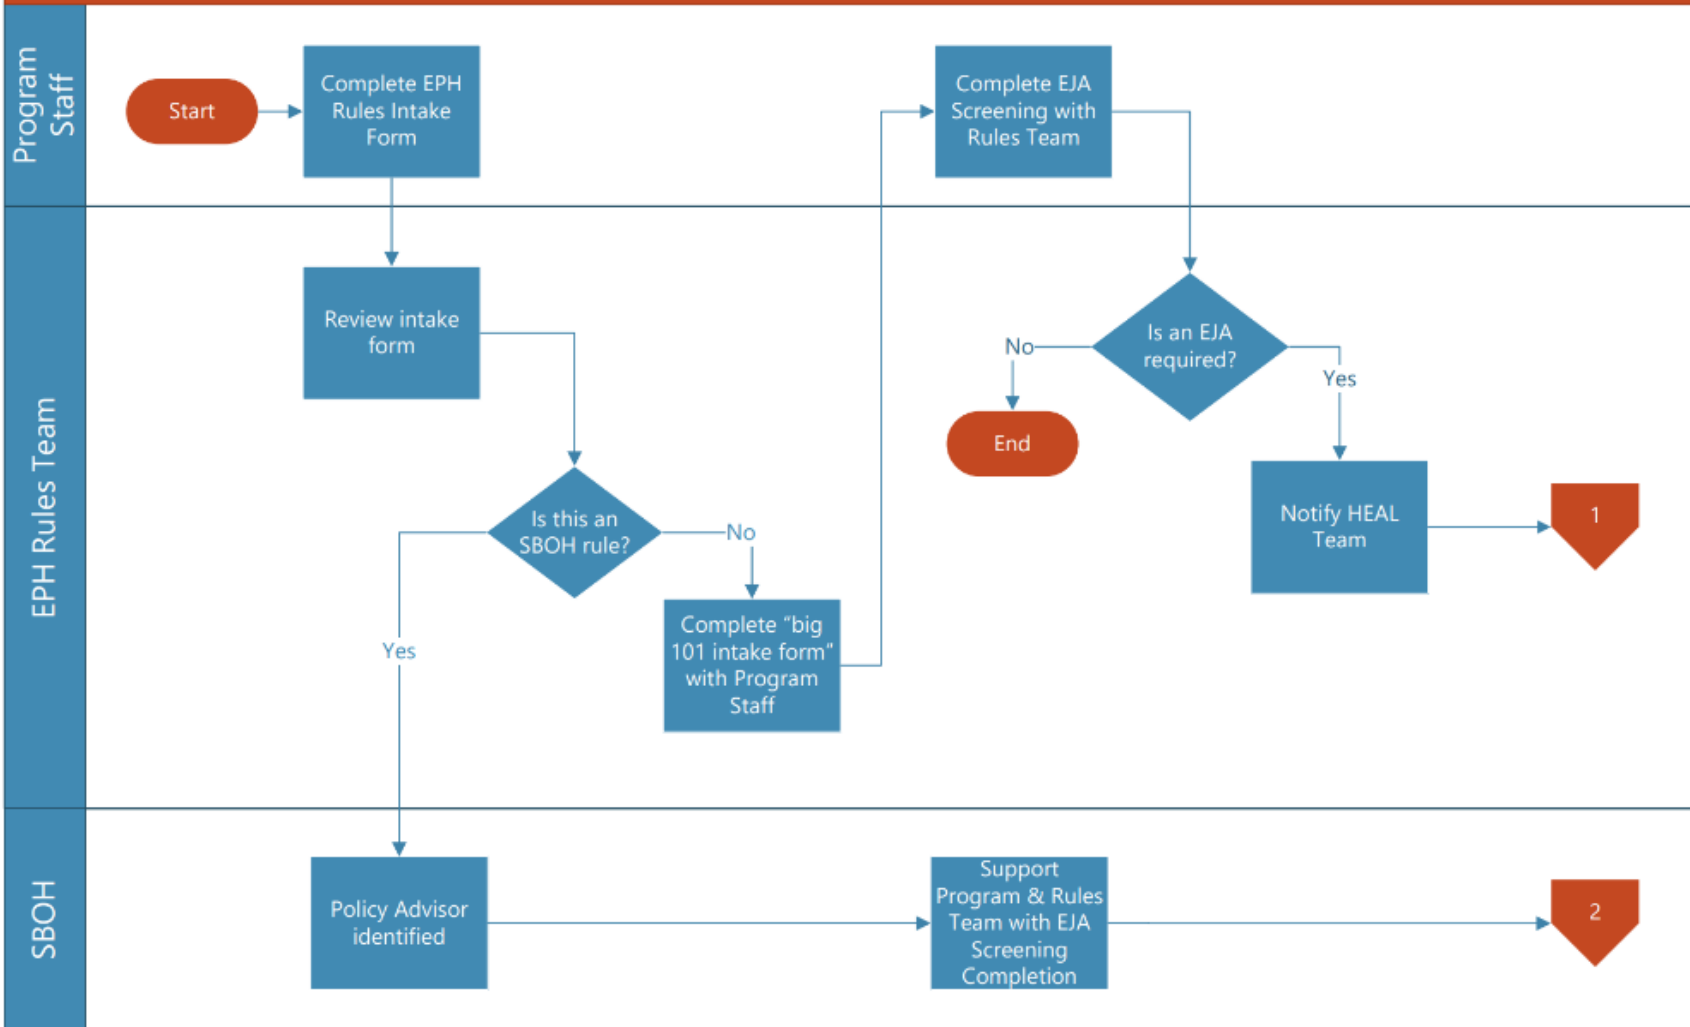 Program
Staff
Start
Complete EPH
Rules Intake
Form
Complete EJA
Screening with
Rules Team
EPH Rules Team
Review intake
form
Is this an
SBOH rule?
No
Yes
Complete “big
101 intake form”
with Program
Staff
Is an EJA
required?
No
End
Yes
Notify HEAL
Team
1
SBOH
Policy Advisor
identified
Support
Program & Rules
Team with EJA
Screening
Completion
2